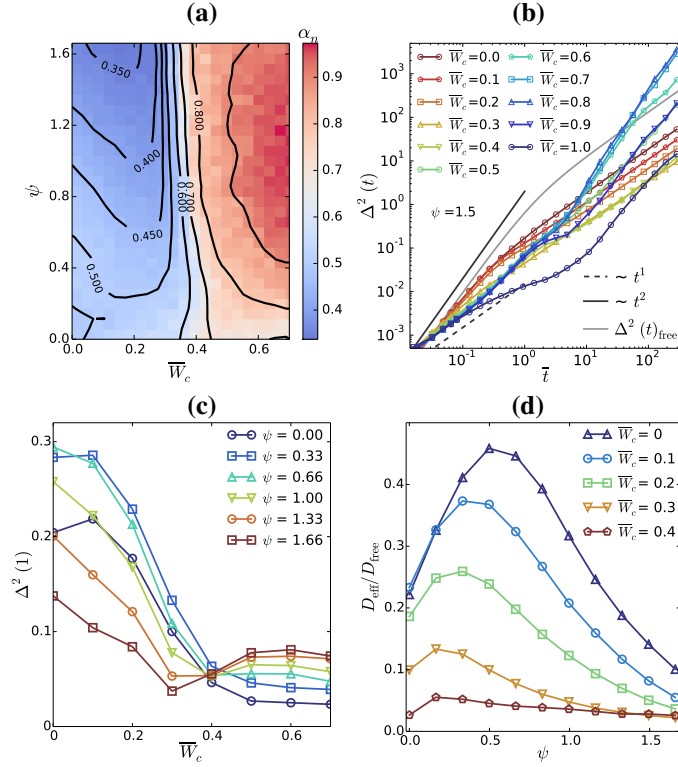 (a)
α_n
1.6
1.2
0.8
0.4
0.0
ψ
0.350
0.400
0.450
0.500
0.800
0.600
0.9
0.8
0.7
0.6
0.5
0.4
0.0 0.2 0.4 0.6
W̅_c
(b)
10^3
10^2
10^1
10^0
10^-1
10^-2
10^-3
Δ² (t)
W̅_c = 0.0
W̅_c = 0.1
W̅_c = 0.2
W̅_c = 0.3
W̅_c = 0.4
W̅_c = 0.5
W̅_c = 0.6
W̅_c = 0.7
W̅_c = 0.8
W̅_c = 0.9
W̅_c = 1.0
ψ = 1.5
~ t^1
~ t^2
Δ² (t)_free
10^-1 10^0 10^1 10^2
t̅
(c)
0.3
0.2
0.1
0
Δ² (1)
ψ = 0.00
ψ = 0.33
ψ = 0.66
ψ = 1.00
ψ = 1.33
ψ = 1.66
0.0 0.2 0.4 0.6
W̅_c
(d)
0.4
0.2
0.0
D_eff/D_free
W̅_c = 0
W̅_c = 0.1
W̅_c = 0.2
W̅_c = 0.3
W̅_c = 0.4
0.0 0.5 1.0 1.5
ψ